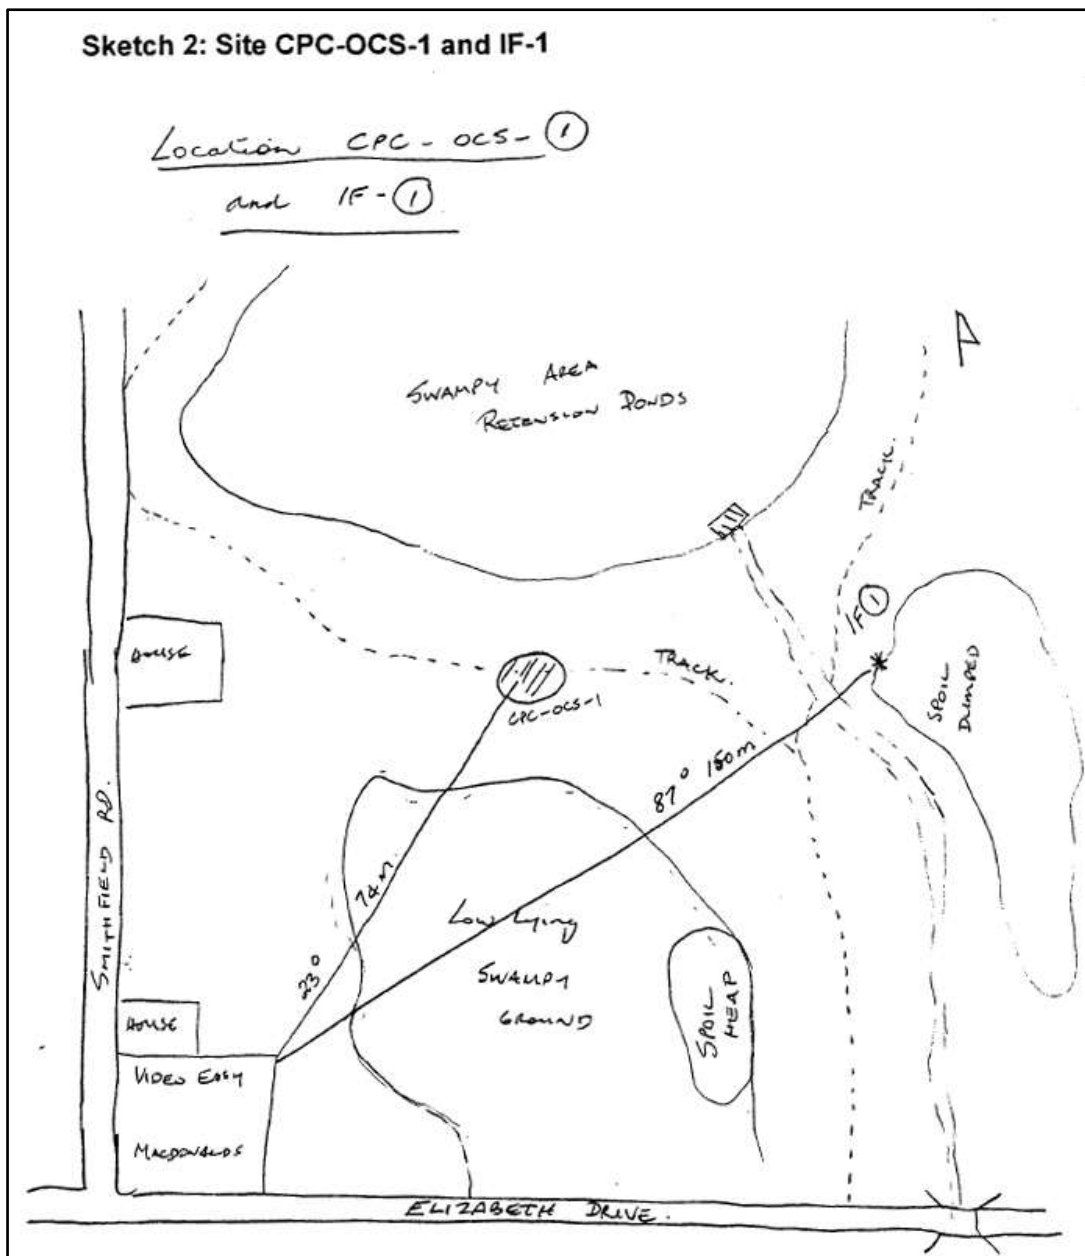 Sketch 2: Site CPC-OCS-1 and IF-1
Location CPC-OCS-①
and IF-①
SWAMPY AREA
RETENSION PONDS
TRACK.
IF ①
HOUSE
TRACK.
CPC-OCS-1
SPOIL
DUMPED
87° 150m
74m
23°
Low Lying
SWAMPY
GROUND
SPOIL
HEAP
SMITHFIELD RD.
HOUSE
VIDEO EASY
MACDONALDS
ELIZABETH DRIVE.